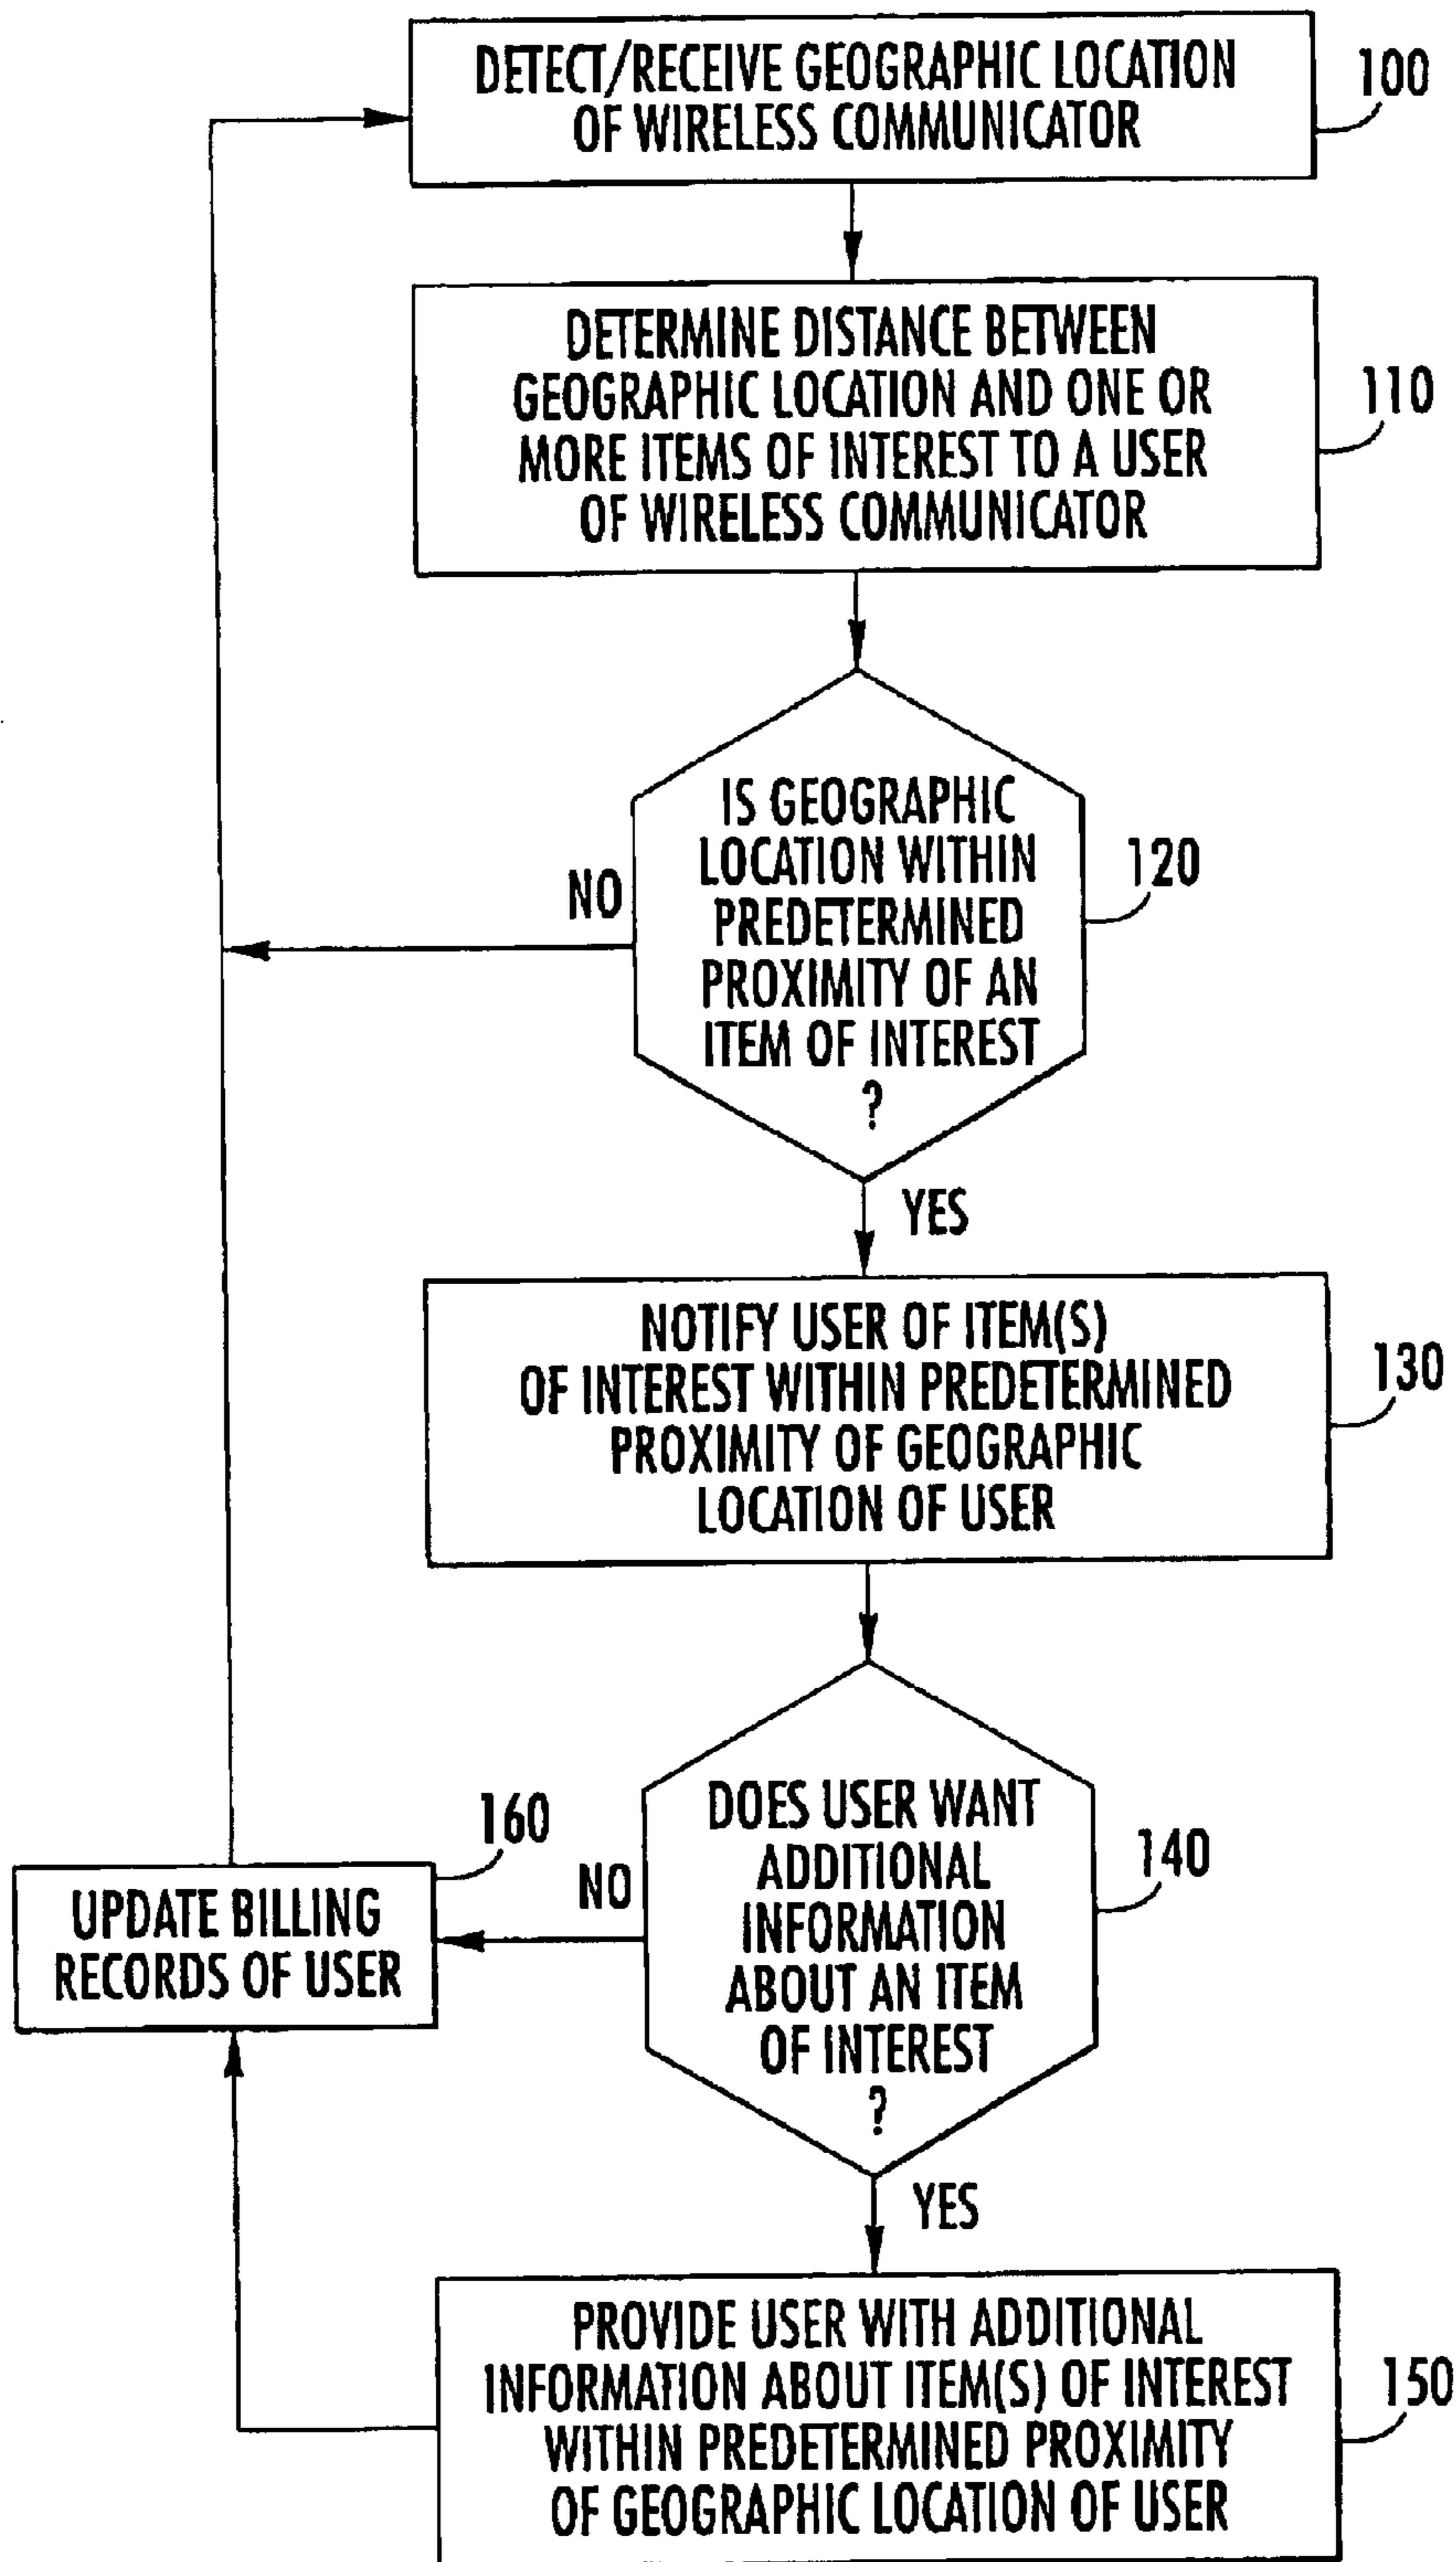 DETECT/RECEIVE GEOGRAPHIC LOCATION
OF WIRELESS COMMUNICATOR
100
DETERMINE DISTANCE BETWEEN
GEOGRAPHIC LOCATION AND ONE OR
MORE ITEMS OF INTEREST TO A USER
OF WIRELESS COMMUNICATOR
110
IS GEOGRAPHIC
LOCATION WITHIN
PREDETERMINED
PROXIMITY OF AN
ITEM OF INTEREST
?
120
NO
YES
NOTIFY USER OF ITEM(S)
OF INTEREST WITHIN PREDETERMINED
PROXIMITY OF GEOGRAPHIC
LOCATION OF USER
130
DOES USER WANT
ADDITIONAL
INFORMATION
ABOUT AN ITEM
OF INTEREST
?
140
NO
160
UPDATE BILLING
RECORDS OF USER
YES
PROVIDE USER WITH ADDITIONAL
INFORMATION ABOUT ITEM(S) OF INTEREST
WITHIN PREDETERMINED PROXIMITY
OF GEOGRAPHIC LOCATION OF USER
150